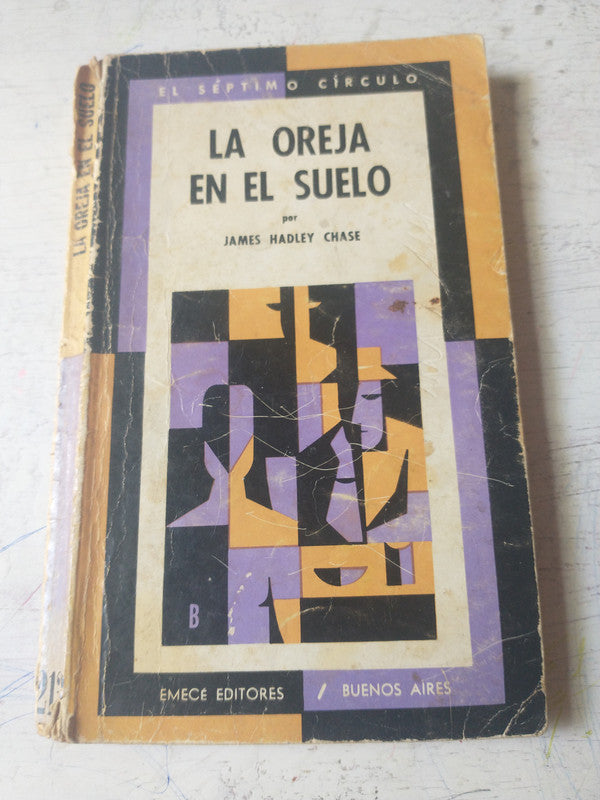 EL SÉPTIMO CÍRCULO
LA OREJA
EN EL SUELO
por
JAMES HADLEY CHASE
B
EMECÉ EDITORES / BUENOS AIRES
LA OREJA EN EL SUELO